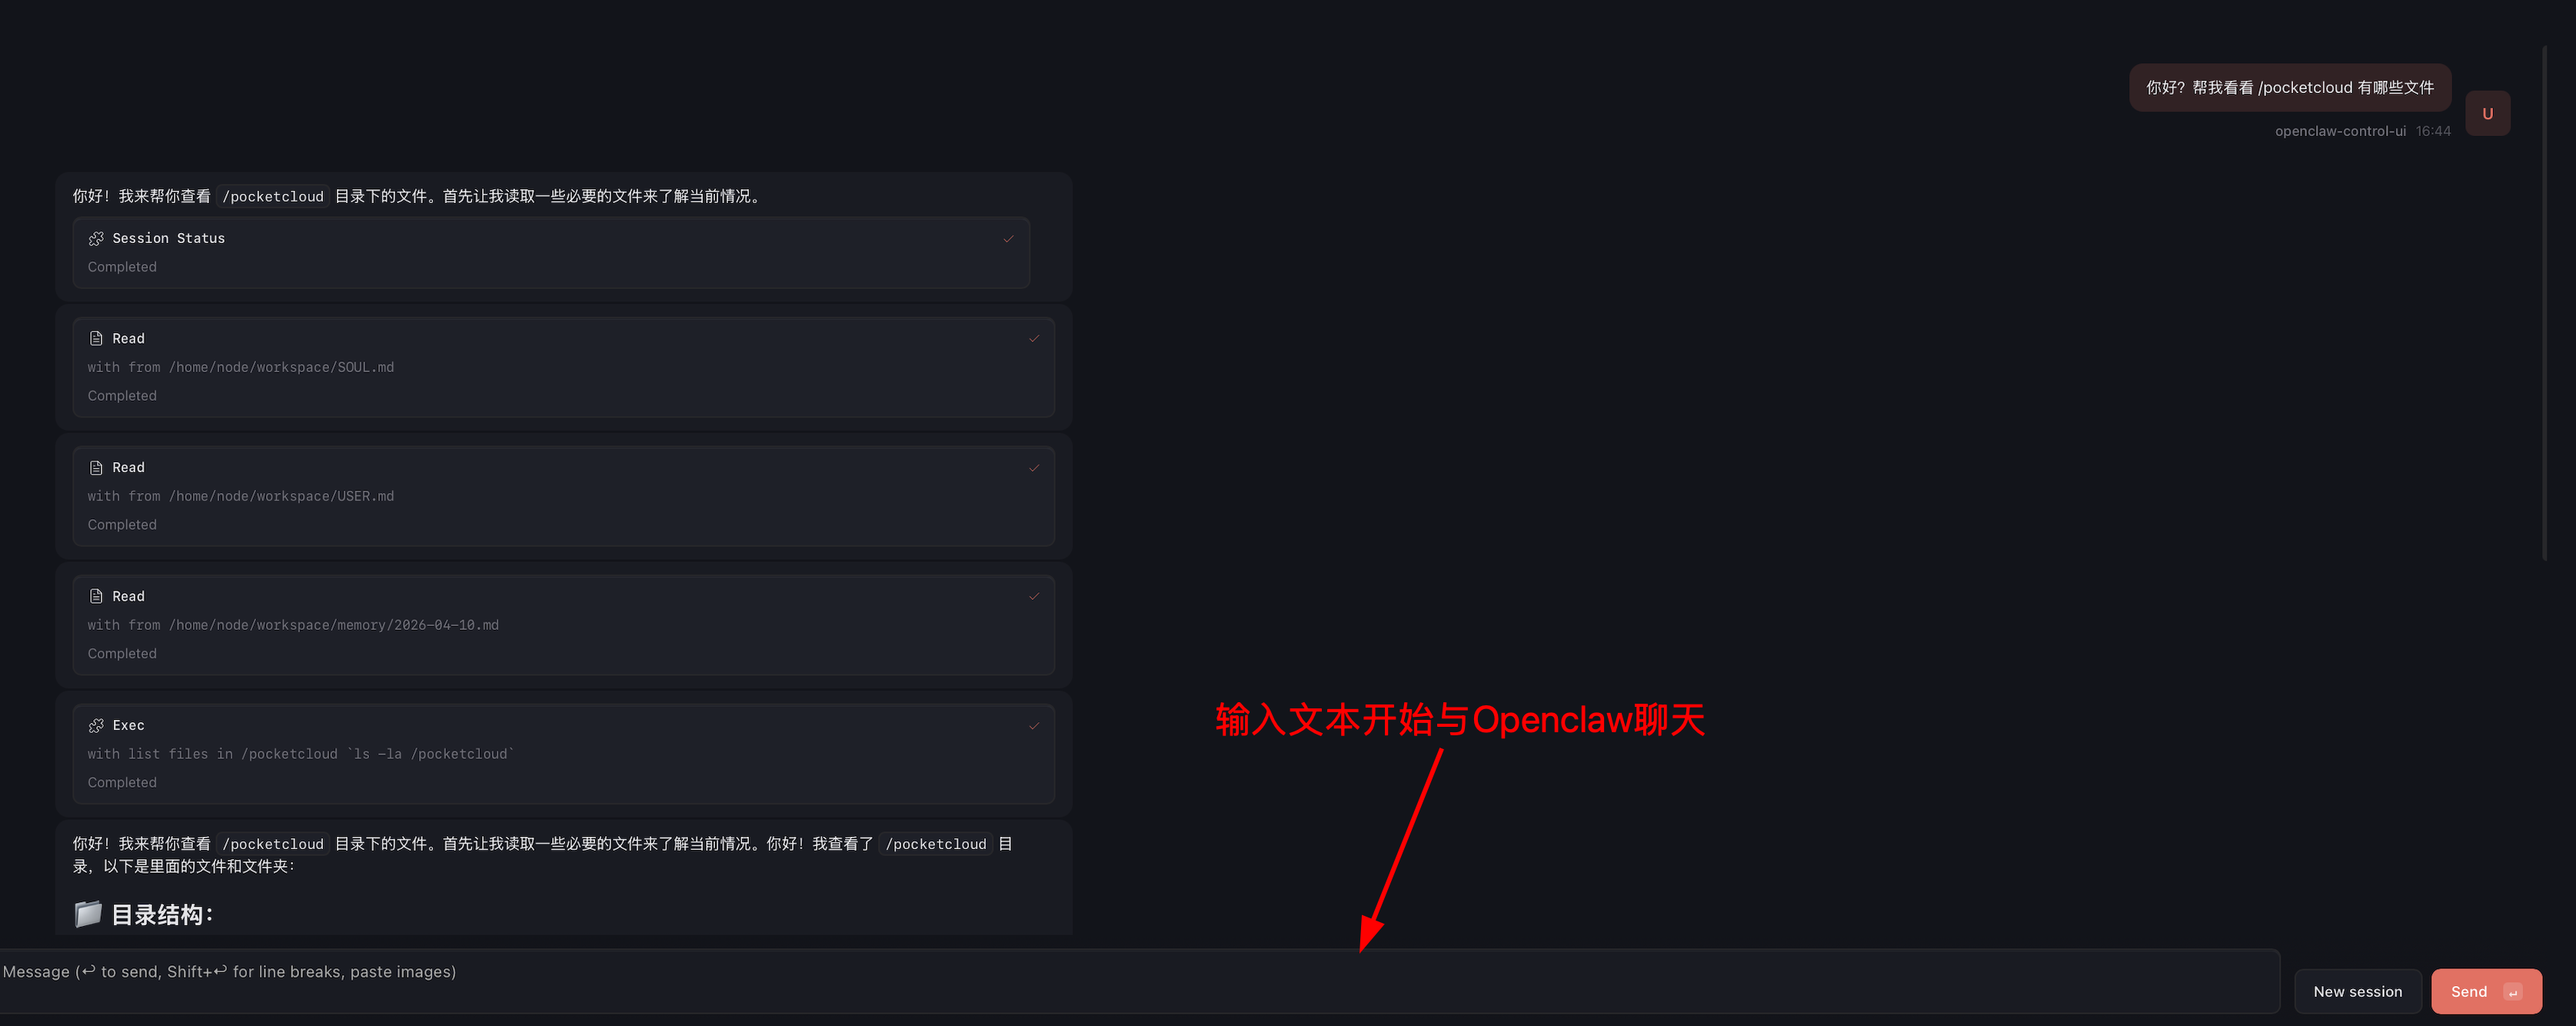 你好？帮我看看 /pocketcloud 有哪些文件
U
openclaw-control-ui 16:44
你好！我来帮你查看 /pocketcloud 目录下的文件。首先让我读取一些必要的文件来了解当前情况。
Session Status
Completed
Read
with from /home/node/workspace/SOUL.md
Completed
Read
with from /home/node/workspace/USER.md
Completed
Read
with from /home/node/workspace/memory/2026-04-10.md
Completed
Exec
with list files in /pocketcloud `ls -la /pocketcloud`
Completed
你好！我来帮你查看 /pocketcloud 目录下的文件。首先让我读取一些必要的文件来了解当前情况。你好！我查看了 /pocketcloud 目
录，以下是里面的文件和文件夹：
目录结构：
输入文本开始与Openclaw聊天
Message (↩ to send, Shift+↩ for line breaks, paste images)
New session
Send ↵